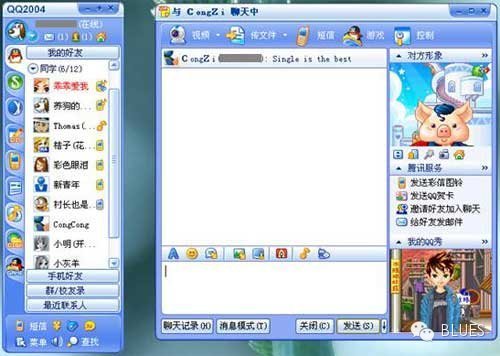 QQ2004
(在线)
(1)
(1)
我的好友
同学(6/12)
乖乖爱我
养狗的...
Thomas(...
桔子(花...
彩色眼泪
新青年
村长也是...
CongCong
小明(开...
小灰羊
手机好友
群/校友录
最近联系人
短信
菜单
查找
与 CongZi 聊天中
视频
传文件
短信
游戏
控制
CongZi( ): Single is the best
聊天记录(H)
消息模式(T)
关闭(C)
发送(S)
对方形象
腾讯服务
发送彩信图铃
发送QQ贺卡
邀请好友加入聊天
给好友发邮件
我的QQ秀
BLUES